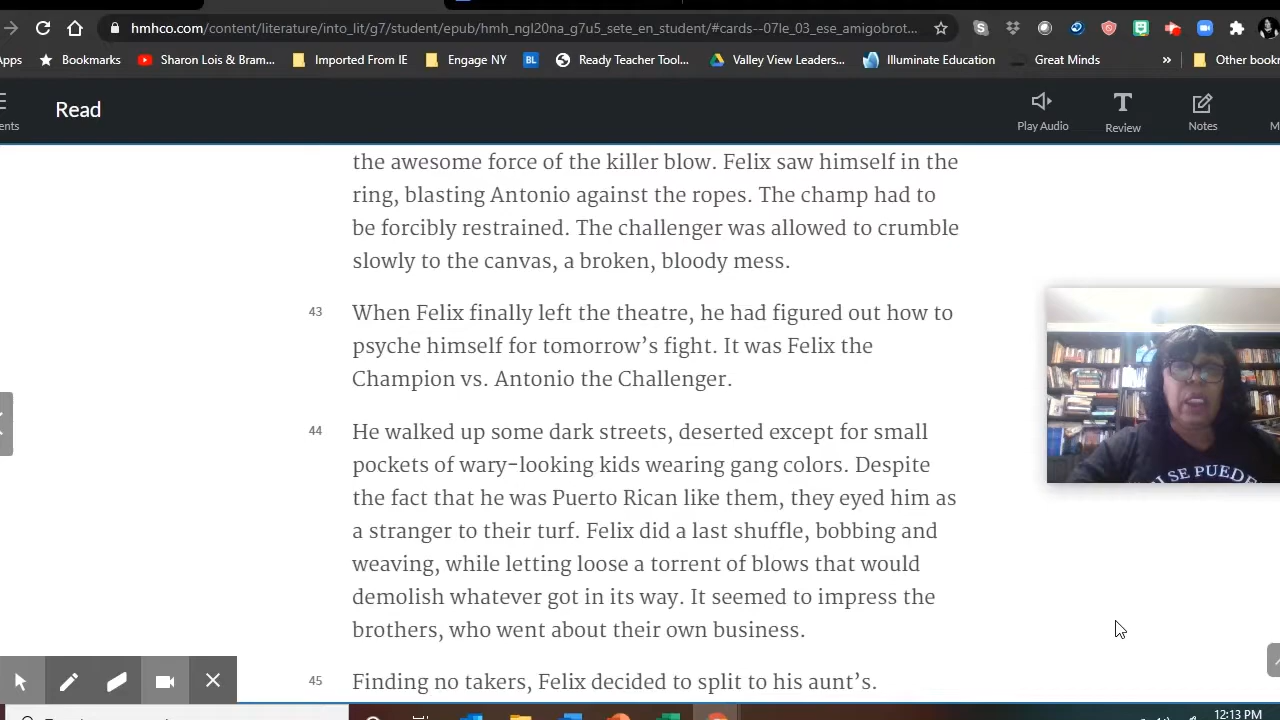 hmhco.com/content/literature/into_lit/g7/student/epub/hmh_ngl20na_g7u5_sete_en_student/#cards--07le_03_ese_amigobrot...
Apps
Bookmarks
Sharon Lois & Bram...
Imported From IE
Engage NY
BL
Ready Teacher Tool...
Valley View Leaders...
Illuminate Education
Great Minds
»
Other bookr
ents
Read
Play Audio
T
Review
Notes
M
the awesome force of the killer blow. Felix saw himself in the
ring, blasting Antonio against the ropes. The champ had to
be forcibly restrained. The challenger was allowed to crumble
slowly to the canvas, a broken, bloody mess.
43 When Felix finally left the theatre, he had figured out how to
psyche himself for tomorrow’s fight. It was Felix the
Champion vs. Antonio the Challenger.
44 He walked up some dark streets, deserted except for small
pockets of wary-looking kids wearing gang colors. Despite
the fact that he was Puerto Rican like them, they eyed him as
a stranger to their turf. Felix did a last shuffle, bobbing and
weaving, while letting loose a torrent of blows that would
demolish whatever got in its way. It seemed to impress the
brothers, who went about their own business.
45 Finding no takers, Felix decided to split to his aunt’s.
SE PUEDE
12:13 PM